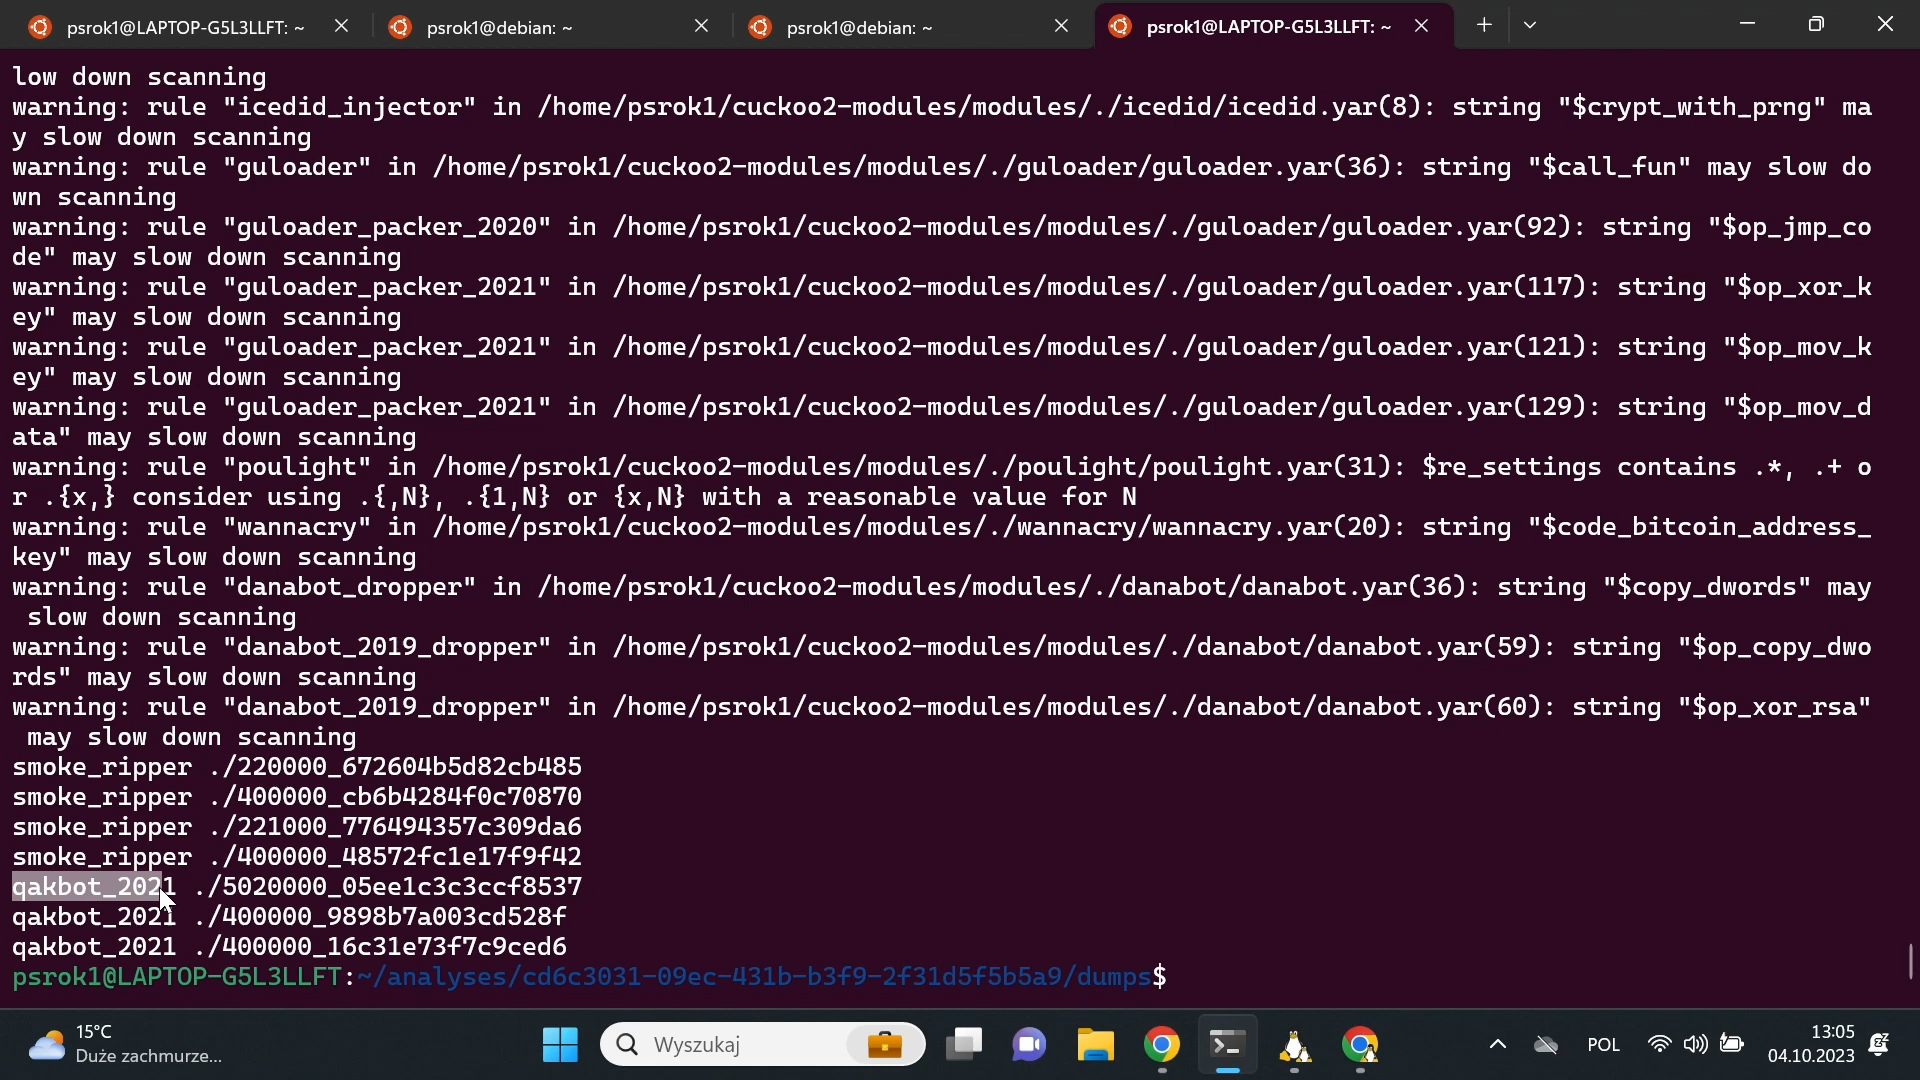 psrok1@LAPTOP-G5L3LLFT: ~
psrok1@debian: ~
psrok1@debian: ~
psrok1@LAPTOP-G5L3LLFT: ~
low down scanning
warning: rule "icedid_injector" in /home/psrok1/cuckoo2-modules/modules/./icedid/icedid.yar(8): string "$crypt_with_prng" ma
y slow down scanning
warning: rule "guloader" in /home/psrok1/cuckoo2-modules/modules/./guloader/guloader.yar(36): string "$call_fun" may slow do
wn scanning
warning: rule "guloader_packer_2020" in /home/psrok1/cuckoo2-modules/modules/./guloader/guloader.yar(92): string "$op_jmp_co
de" may slow down scanning
warning: rule "guloader_packer_2021" in /home/psrok1/cuckoo2-modules/modules/./guloader/guloader.yar(117): string "$op_xor_k
ey" may slow down scanning
warning: rule "guloader_packer_2021" in /home/psrok1/cuckoo2-modules/modules/./guloader/guloader.yar(121): string "$op_mov_k
ey" may slow down scanning
warning: rule "guloader_packer_2021" in /home/psrok1/cuckoo2-modules/modules/./guloader/guloader.yar(129): string "$op_mov_d
ata" may slow down scanning
warning: rule "poulight" in /home/psrok1/cuckoo2-modules/modules/./poulight/poulight.yar(31): $re_settings contains .*, .+ o
r .{x,} consider using .{,N}, .{1,N} or {x,N} with a reasonable value for N
warning: rule "wannacry" in /home/psrok1/cuckoo2-modules/modules/./wannacry/wannacry.yar(20): string "$code_bitcoin_address_
key" may slow down scanning
warning: rule "danabot_dropper" in /home/psrok1/cuckoo2-modules/modules/./danabot/danabot.yar(36): string "$copy_dwords" may
 slow down scanning
warning: rule "danabot_2019_dropper" in /home/psrok1/cuckoo2-modules/modules/./danabot/danabot.yar(59): string "$op_copy_dwo
rds" may slow down scanning
warning: rule "danabot_2019_dropper" in /home/psrok1/cuckoo2-modules/modules/./danabot/danabot.yar(60): string "$op_xor_rsa"
 may slow down scanning
smoke_ripper ./220000_672604b5d82cb485
smoke_ripper ./400000_cb6b4284f0c70870
smoke_ripper ./221000_776494357c309da6
smoke_ripper ./400000_48572fc1e17f9f42
qakbot_2021 ./5020000_05ee1c3c3ccf8537
qakbot_2021 ./400000_9898b7a003cd528f
qakbot_2021 ./400000_16c31e73f7c9ced6
psrok1@LAPTOP-G5L3LLFT:~/analyses/cd6c3031-09ec-431b-b3f9-2f31d5f5b5a9/dumps$
15°C
Duże zachmurze...
Wyszukaj
POL
13:05
04.10.2023